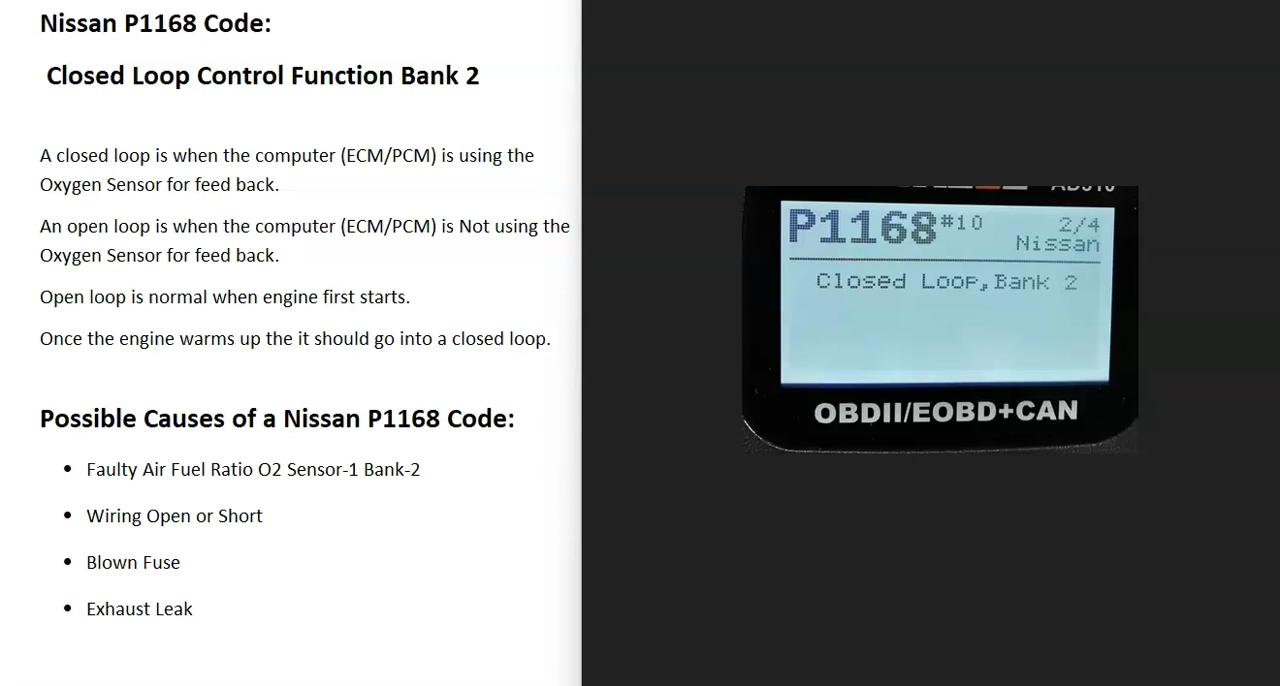 Nissan P1168 Code:
Closed Loop Control Function Bank 2
A closed loop is when the computer (ECM/PCM) is using the
Oxygen Sensor for feed back.
An open loop is when the computer (ECM/PCM) is Not using the
Oxygen Sensor for feed back.
Open loop is normal when engine first starts.
Once the engine warms up the it should go into a closed loop.
Possible Causes of a Nissan P1168 Code:
• Faulty Air Fuel Ratio O2 Sensor-1 Bank-2
• Wiring Open or Short
• Blown Fuse
• Exhaust Leak
P1168 #10 2/4
Nissan
Closed Loop,Bank 2
OBDII/EOBD+CAN